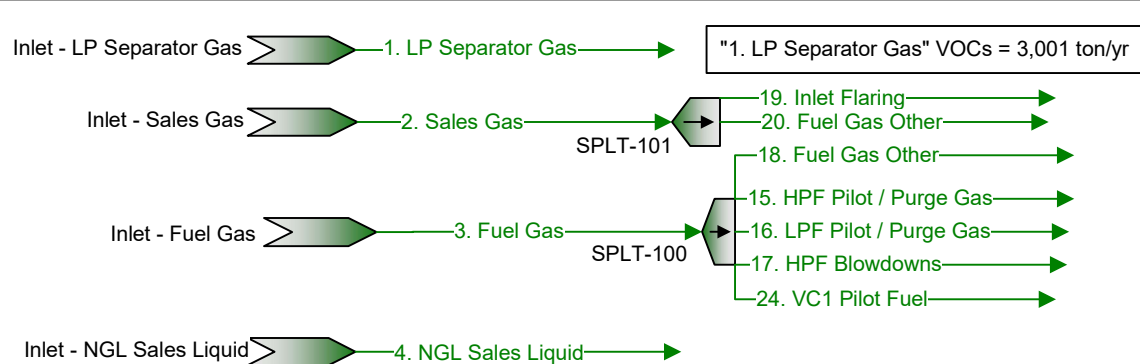 Inlet - LP Separator Gas
1. LP Separator Gas
"1. LP Separator Gas" VOCs = 3,001 ton/yr
Inlet - Sales Gas
2. Sales Gas
SPLT-101
19. Inlet Flaring
20. Fuel Gas Other
18. Fuel Gas Other
Inlet - Fuel Gas
3. Fuel Gas
SPLT-100
15. HPF Pilot / Purge Gas
16. LPF Pilot / Purge Gas
17. HPF Blowdowns
24. VC1 Pilot Fuel
Inlet - NGL Sales Liquid
4. NGL Sales Liquid